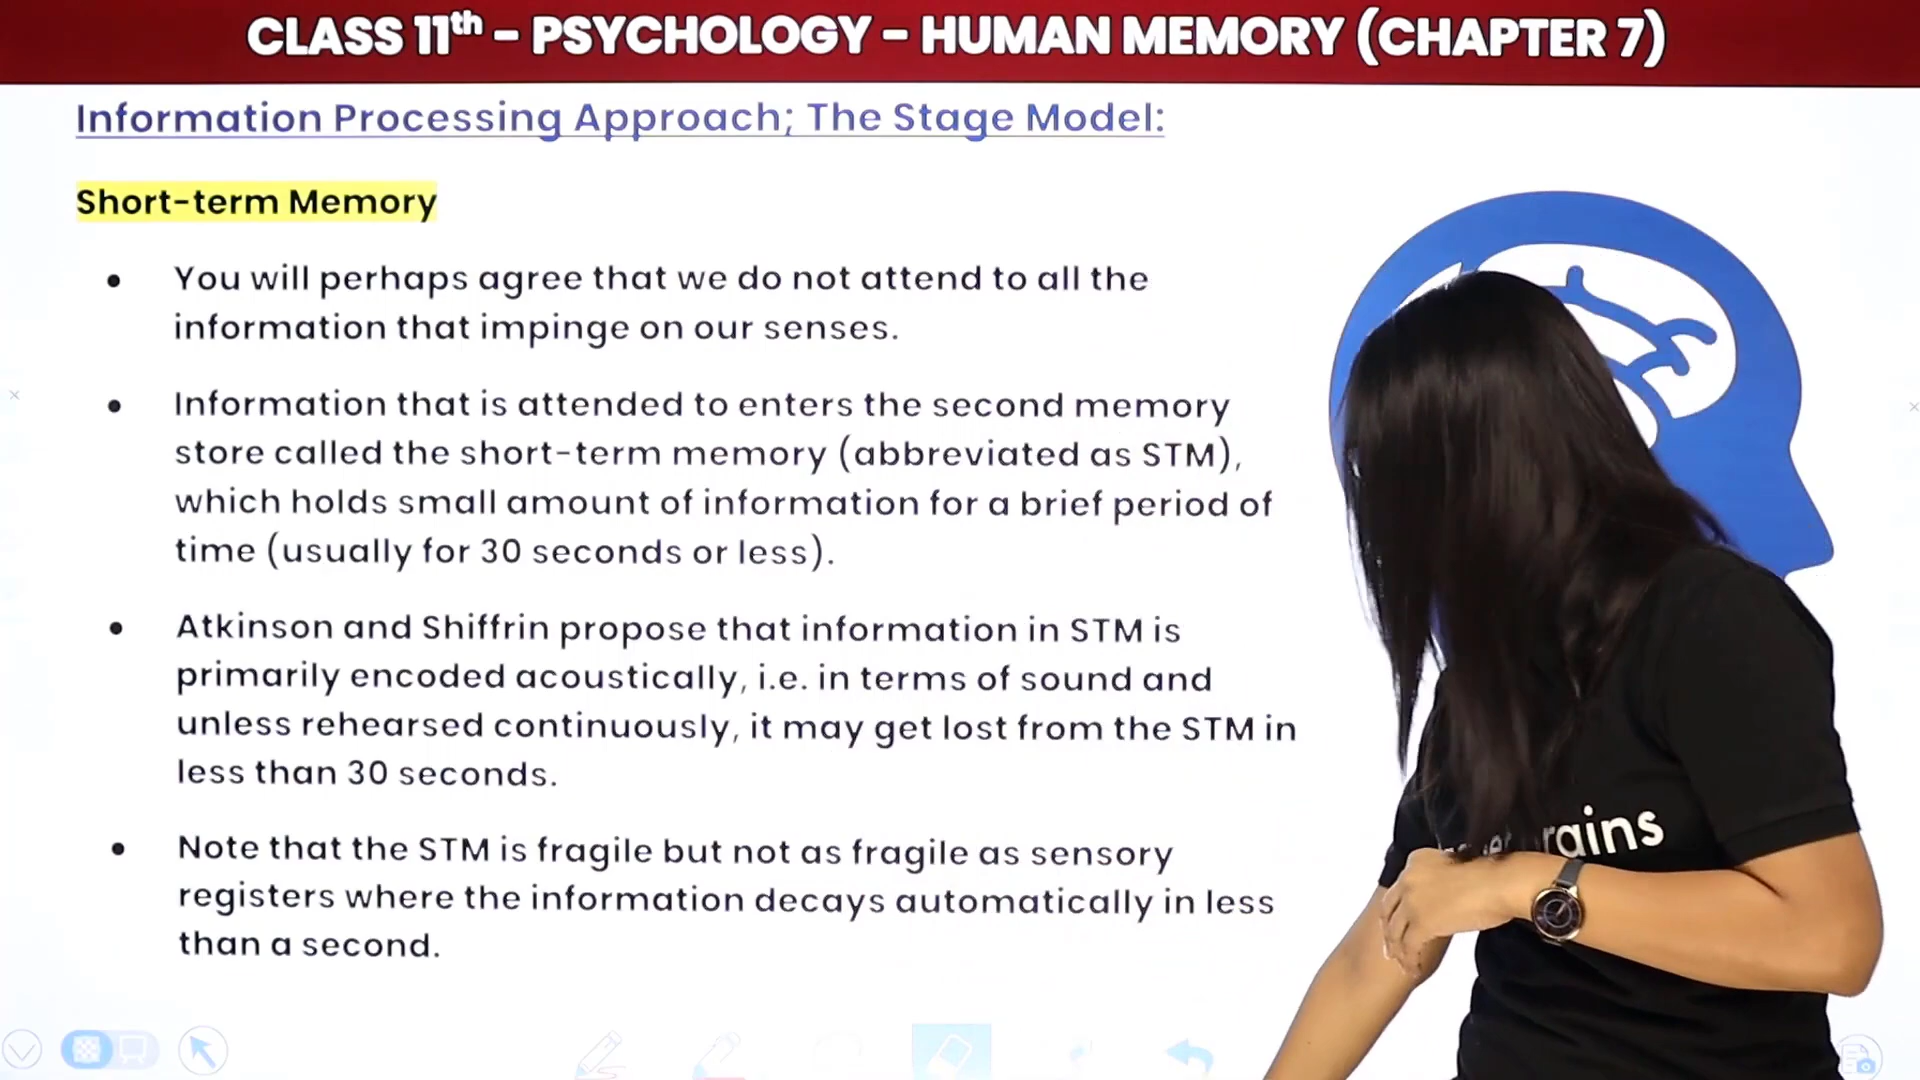 CLASS 11th - PSYCHOLOGY - HUMAN MEMORY (CHAPTER 7)
Information Processing Approach; The Stage Model:
Short-term Memory
• You will perhaps agree that we do not attend to all the
information that impinge on our senses.
• Information that is attended to enters the second memory
store called the short-term memory (abbreviated as STM),
which holds small amount of information for a brief period of
time (usually for 30 seconds or less).
• Atkinson and Shiffrin propose that information in STM is
primarily encoded acoustically, i.e. in terms of sound and
unless rehearsed continuously, it may get lost from the STM in
less than 30 seconds.
• Note that the STM is fragile but not as fragile as sensory
registers where the information decays automatically in less
than a second.
rains